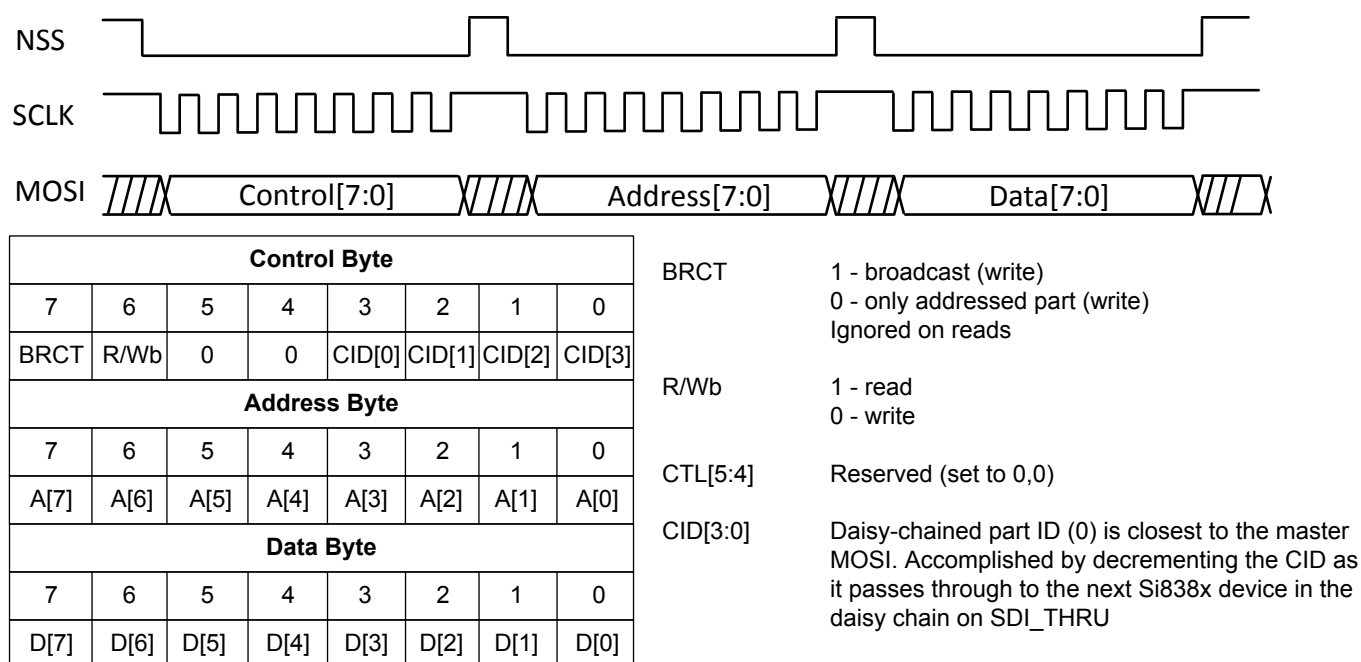 NSS
SCLK
MOSI Control[7:0] Address[7:0] Data[7:0]
Control Byte
7 6 5 4 3 2 1 0
BRCT R/Wb 0 0 CID[0] CID[1] CID[2] CID[3]
Address Byte
7 6 5 4 3 2 1 0
A[7] A[6] A[5] A[4] A[3] A[2] A[1] A[0]
Data Byte
7 6 5 4 3 2 1 0
D[7] D[6] D[5] D[4] D[3] D[2] D[1] D[0]
BRCT 1 - broadcast (write)
0 - only addressed part (write)
Ignored on reads
R/Wb 1 - read
0 - write
CTL[5:4] Reserved (set to 0,0)
CID[3:0] Daisy-chained part ID (0) is closest to the master
MOSI. Accomplished by decrementing the CID as
it passes through to the next Si838x device in the
daisy chain on SDI_THRU